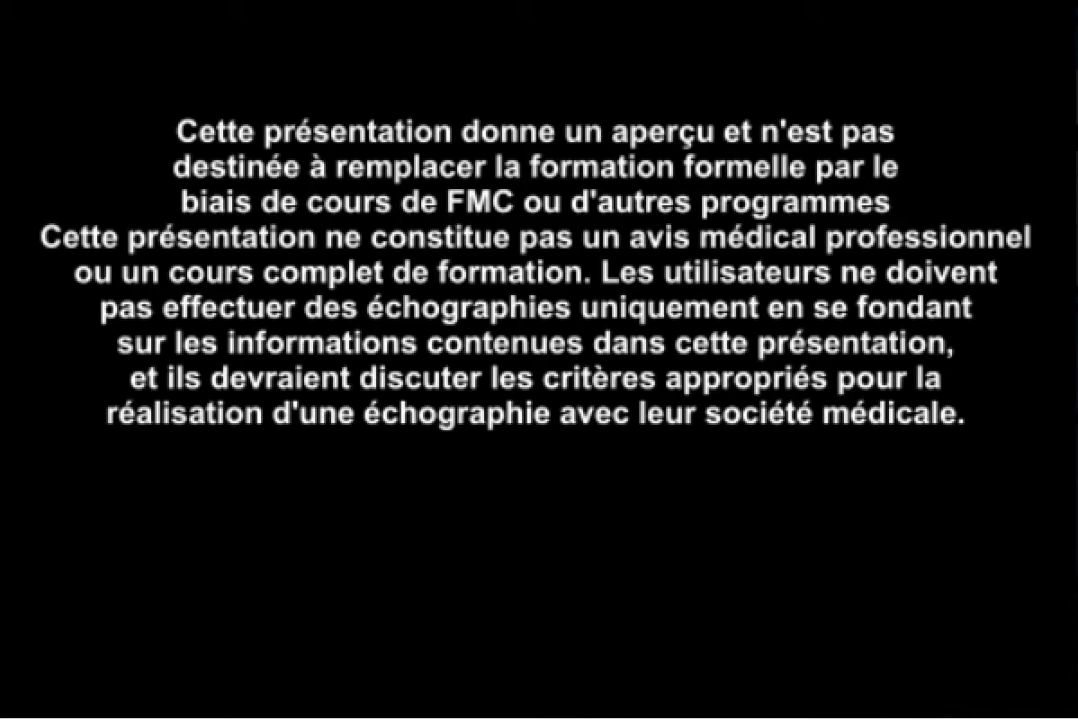 Cette présentation donne un aperçu et n'est pas
destinée à remplacer la formation formelle par le
biais de cours de FMC ou d'autres programmes
Cette présentation ne constitue pas un avis médical professionnel
ou un cours complet de formation. Les utilisateurs ne doivent
pas effectuer des échographies uniquement en se fondant
sur les informations contenues dans cette présentation,
et ils devraient discuter les critères appropriés pour la
réalisation d'une échographie avec leur société médicale.